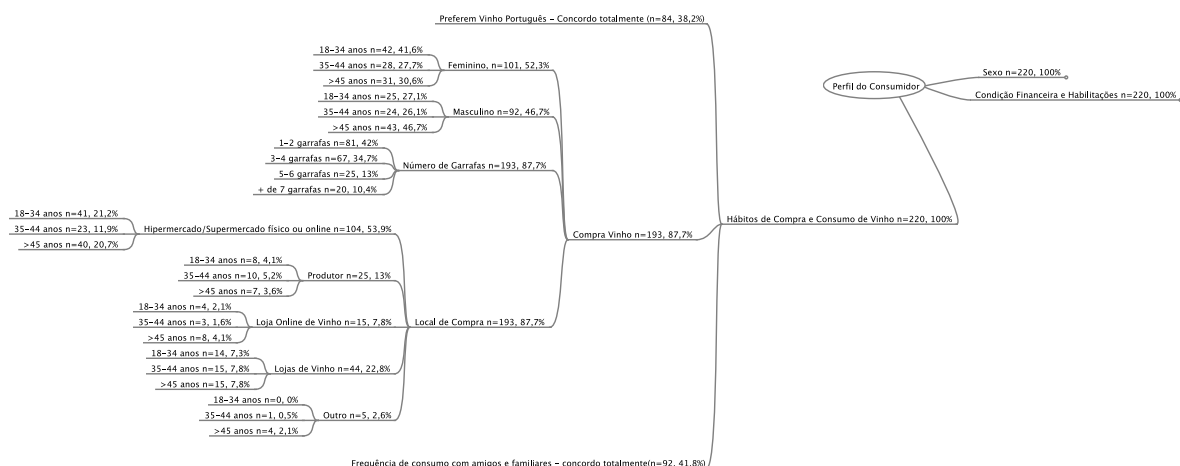 Preferem Vinho Português – Concordo totalmente (n=84, 38,2%)
18–34 anos n=42, 41,6%
35–44 anos n=28, 27,7%
>45 anos n=31, 30,6%
Feminino, n=101, 52,3%
18–34 anos n=25, 27,1%
35–44 anos n=24, 26,1%
>45 anos n=43, 46,7%
Masculino n=92, 46,7%
1–2 garrafas n=81, 42%
3–4 garrafas n=67, 34,7%
5–6 garrafas n=25, 13%
+ de 7 garrafas n=20, 10,4%
Número de Garrafas n=193, 87,7%
18–34 anos n=41, 21,2%
35–44 anos n=23, 11,9%
>45 anos n=40, 20,7%
Hipermercado/Supermercado físico ou online n=104, 53,9%
18–34 anos n=8, 4,1%
35–44 anos n=10, 5,2%
>45 anos n=7, 3,6%
Produtor n=25, 13%
18–34 anos n=4, 2,1%
35–44 anos n=3, 1,6%
>45 anos n=8, 4,1%
Loja Online de Vinho n=15, 7,8%
18–34 anos n=14, 7,3%
35–44 anos n=15, 7,8%
>45 anos n=15, 7,8%
Lojas de Vinho n=44, 22,8%
18–34 anos n=0, 0%
35–44 anos n=1, 0,5%
>45 anos n=4, 2,1%
Outro n=5, 2,6%
Local de Compra n=193, 87,7%
Compra Vinho n=193, 87,7%
Frequência de consumo com amigos e familiares – concordo totalmente(n=92, 41,8%)
Hábitos de Compra e Consumo de Vinho n=220, 100%
Perfil do Consumidor
Sexo n=220, 100%
Condição Financeira e Habilitações n=220, 100%